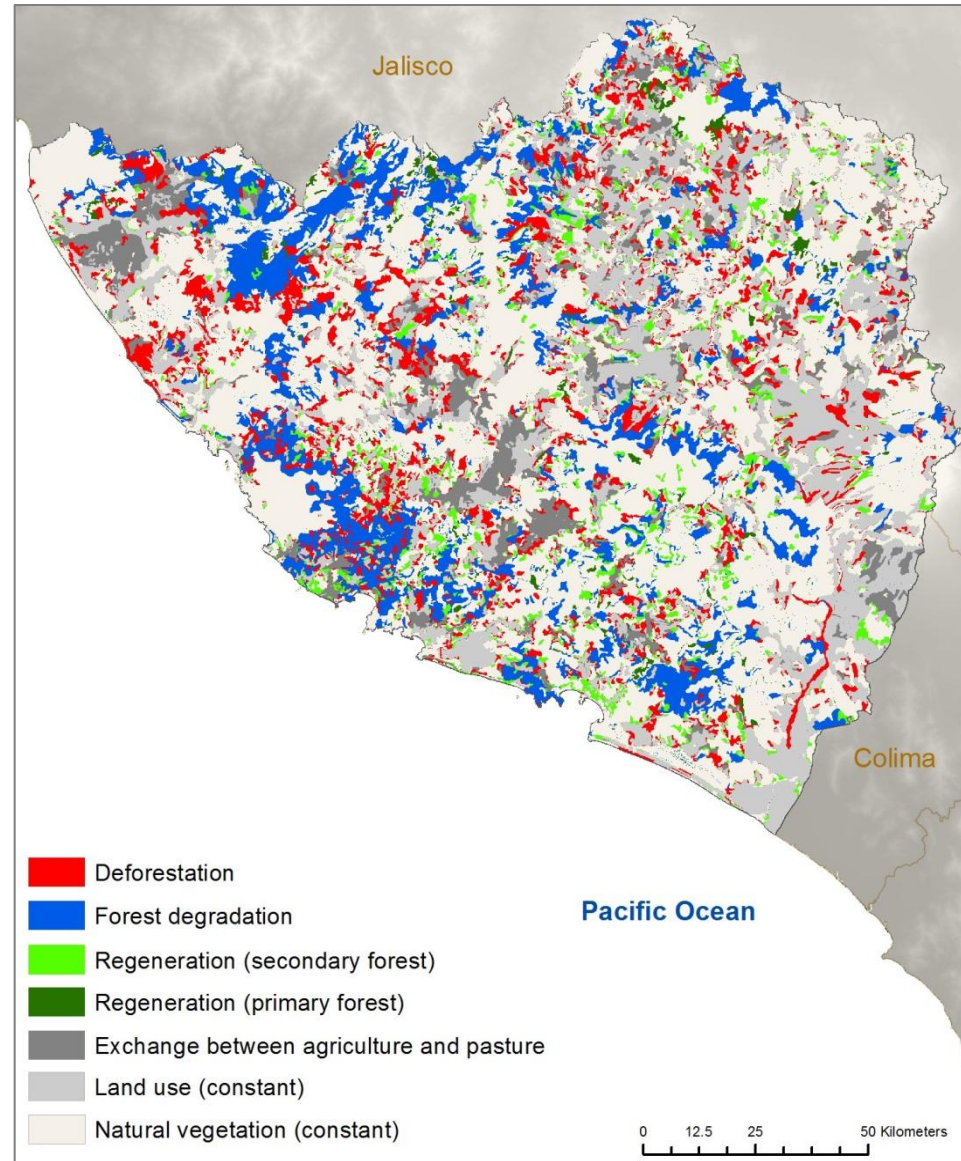 Jalisco
Colima
Pacific Ocean
Deforestation
Forest degradation
Regeneration (secondary forest)
Regeneration (primary forest)
Exchange between agriculture and pasture
Land use (constant)
Natural vegetation (constant)
0 12.5 25 50 Kilometers